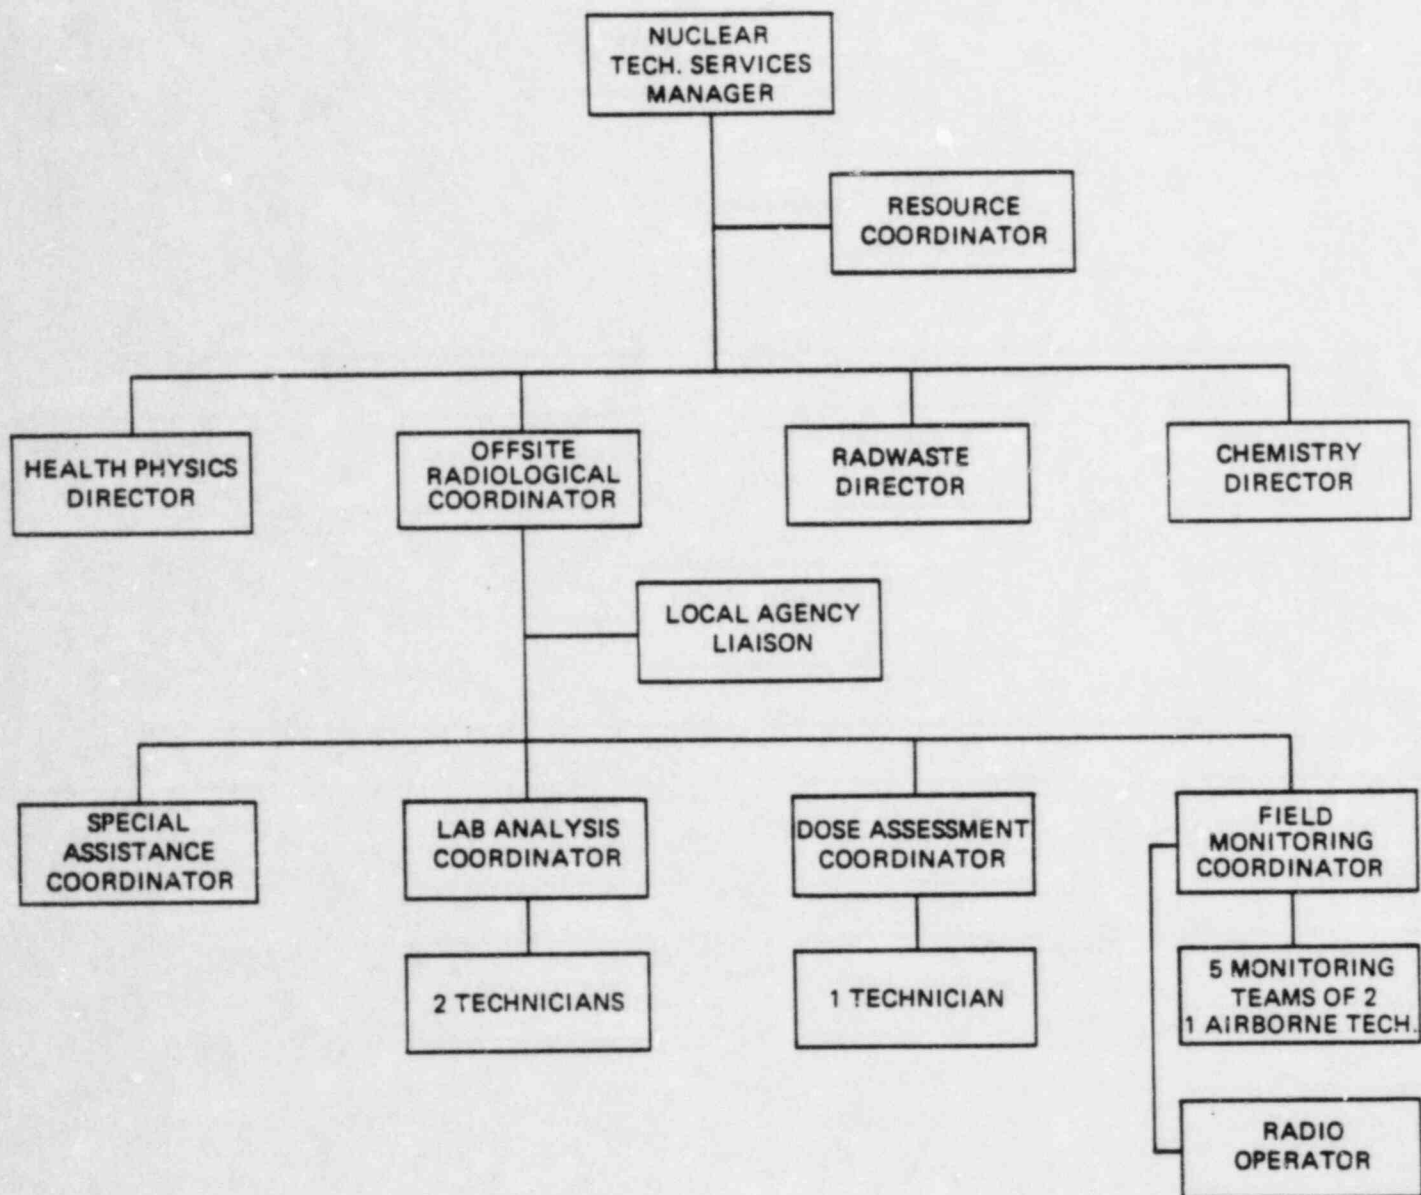 NUCLEAR
TECH. SERVICES
MANAGER
RESOURCE
COORDINATOR
HEALTH PHYSICS
DIRECTOR
OFFSITE
RADIOLOGICAL
COORDINATOR
RADWASTE
DIRECTOR
CHEMISTRY
DIRECTOR
LOCAL AGENCY
LIAISON
SPECIAL
ASSISTANCE
COORDINATOR
LAB ANALYSIS
COORDINATOR
DOSE ASSESSMENT
COORDINATOR
FIELD
MONITORING
COORDINATOR
2 TECHNICIANS
1 TECHNICIAN
5 MONITORING
TEAMS OF 2
1 AIRBORNE TECH.
RADIO
OPERATOR